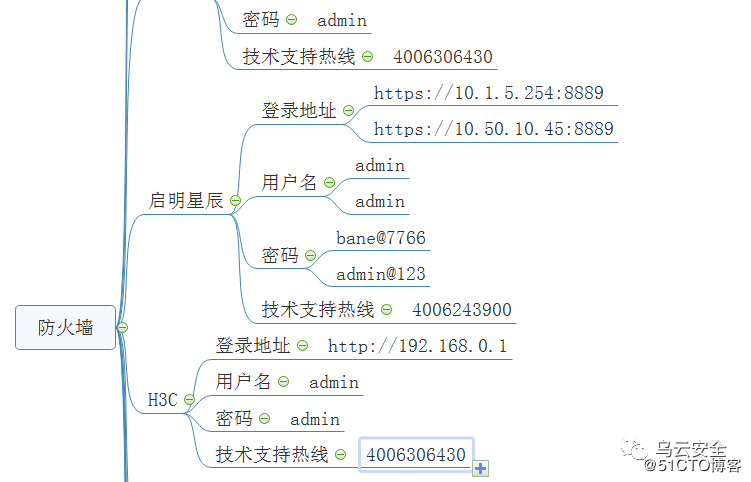 密码 admin
技术支持热线 4006306430
登录地址 https://10.1.5.254:8889
https://10.50.10.45:8889
用户名 admin
admin
启明星辰
密码 bane@7766
admin@123
技术支持热线 4006243900
防火墙
登录地址 http://192.168.0.1
用户名 admin
H3C
密码 admin
技术支持热线 4006306430
乌云安全
@51CTO博客